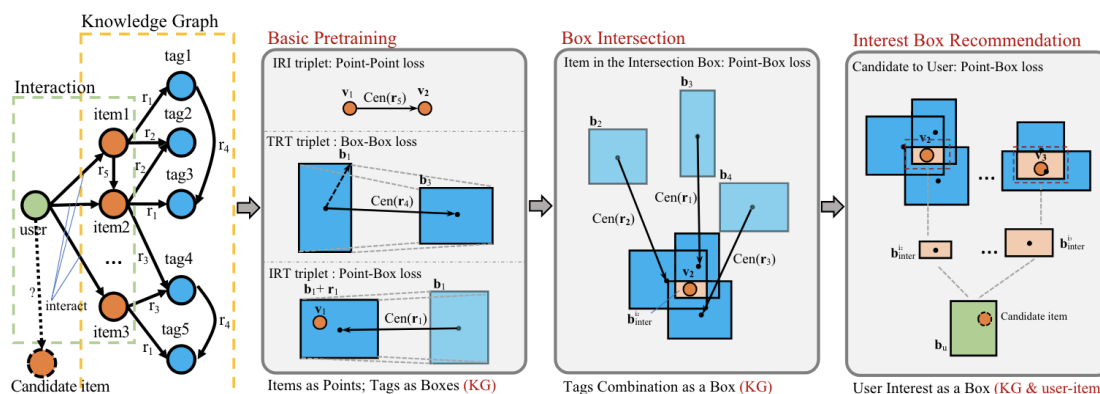 Knowledge Graph
Interaction
tag1
tag2
tag3
tag4
tag5
item1
item2
...
item3
user
interact
?
Candidate item
r1
r2
r5
r2
r1
r4
r3
r3
r1
r4
Basic Pretraining
IRI triplet: Point-Point loss
v1
Cen(r5)
v2
TRT triplet : Box-Box loss
b1
b3
Cen(r4)
IRT triplet : Point-Box loss
b1+ r1
b1
v1
Cen(r1)
Items as Points; Tags as Boxes (KG)
Box Intersection
Item in the Intersection Box: Point-Box loss
b3
b2
b4
Cen(r2)
Cen(r1)
Cen(r3)
v2
b inter i2
Tags Combination as a Box (KG)
Interest Box Recommendation
Candidate to User: Point-Box loss
v2
v3
...
...
b inter
b inter
Candidate item
bu
User Interest as a Box (KG & user-item